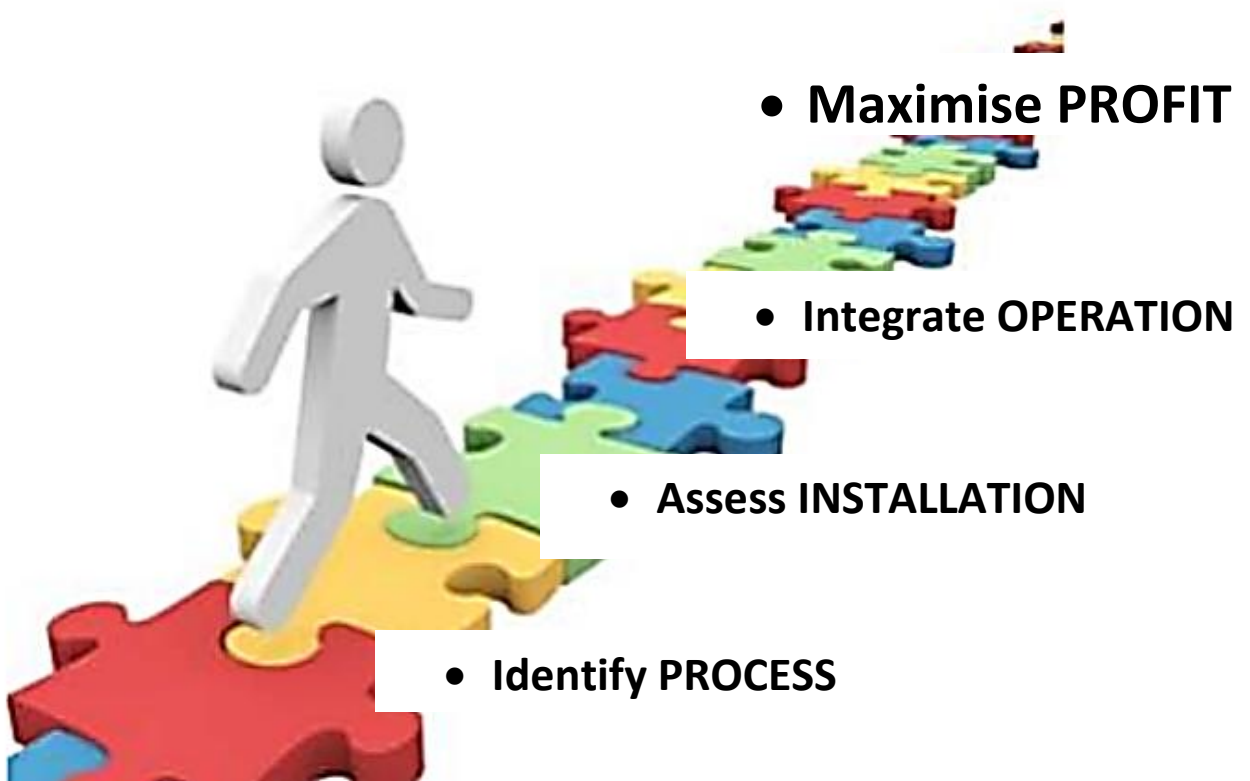 • Maximise PROFIT
• Integrate OPERATION
• Assess INSTALLATION
• Identify PROCESS